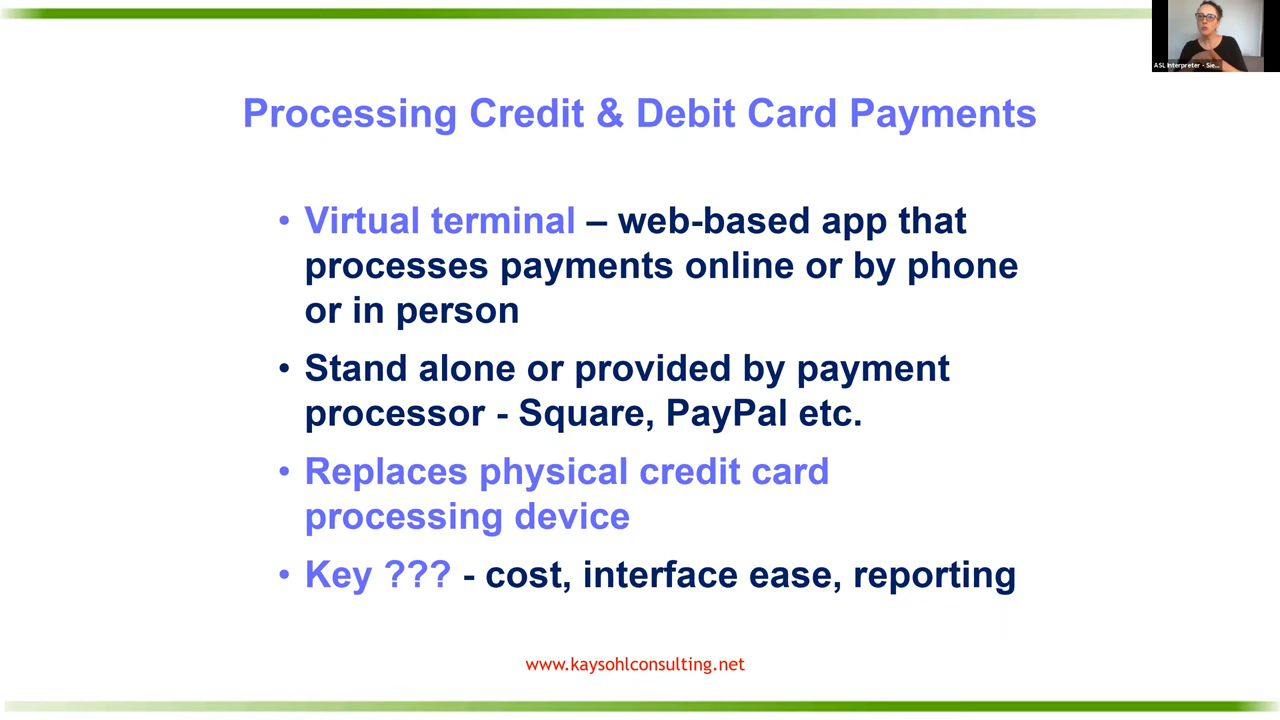 ASL Interpreter - Sie...
Processing Credit & Debit Card Payments
• Virtual terminal – web-based app that
processes payments online or by phone
or in person
• Stand alone or provided by payment
processor - Square, PayPal etc.
• Replaces physical credit card
processing device
• Key ??? - cost, interface ease, reporting
www.kaysohlconsulting.net